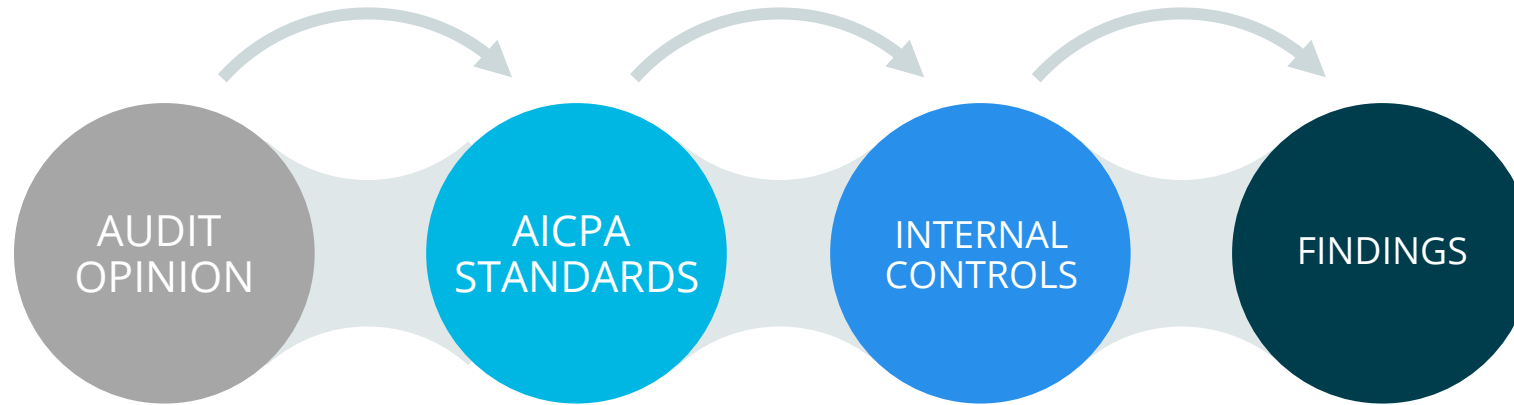 AUDIT
OPINION
AICPA
STANDARDS
INTERNAL
CONTROLS
FINDINGS